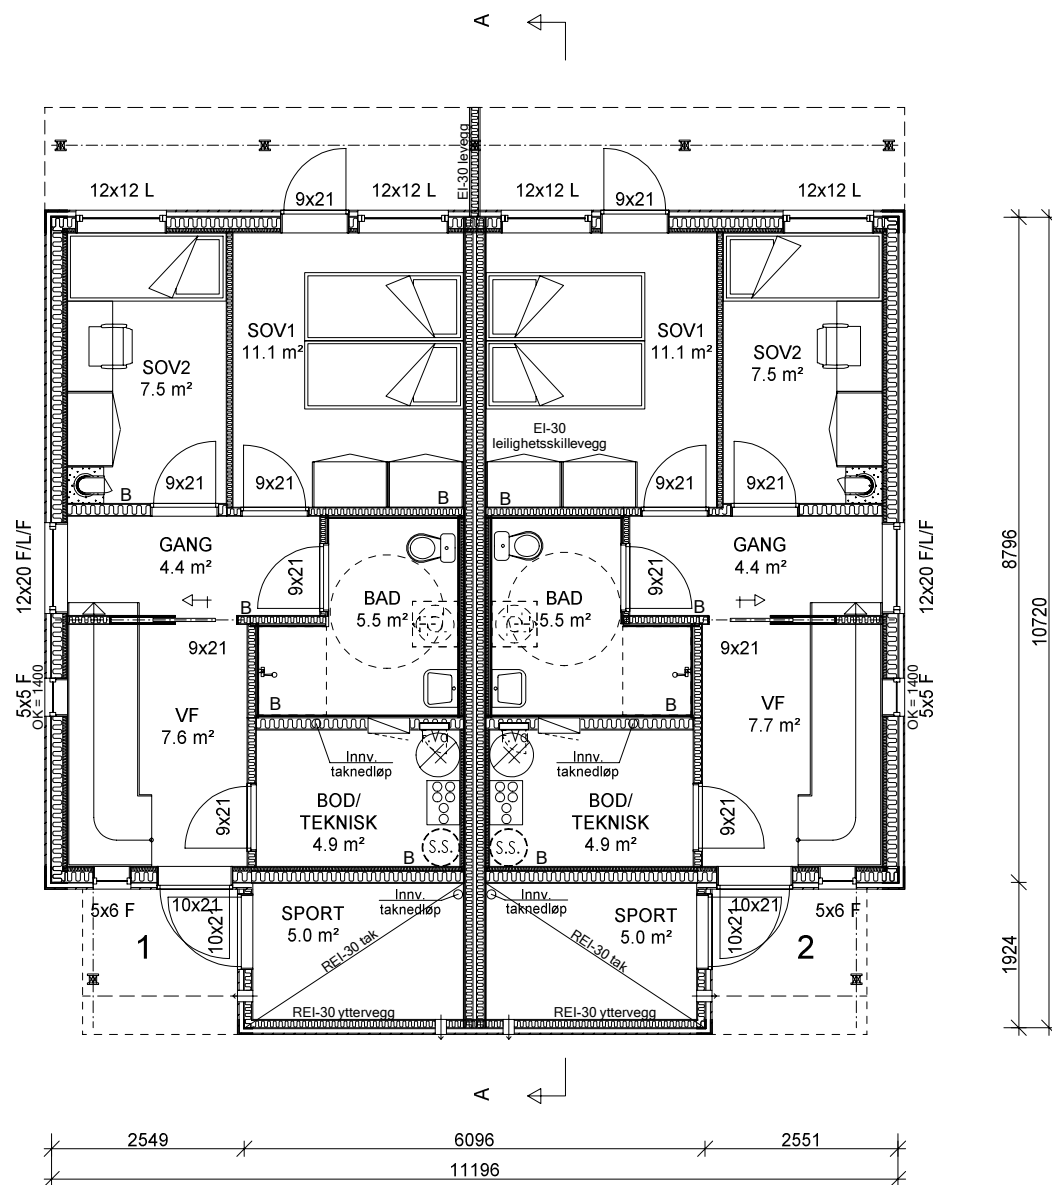 A
EI-30 levegg
12x12 L
9x21
12x12 L
12x12 L
9x21
12x12 L
SOV1
11.1 m²
SOV1
11.1 m²
SOV2
7.5 m²
SOV2
7.5 m²
EI-30
leilighetsskillevegg
9x21
9x21
9x21
9x21
B
B
B
12x20 F/L/F
GANG
4.4 m²
9x21
BAD
5.5 m²
BAD
5.5 m²
9x21
GANG
4.4 m²
12x20 F/L/F
B
B
9x21
9x21
5x5 F
OK = 1400
VF
7.6 m²
B
B
VF
7.7 m²
OK = 1400
5x5 F
Innv.
taknedløp
Innv.
taknedløp
9x21
BOD/
TEKNISK
4.9 m²
BOD/
TEKNISK
4.9 m²
9x21
S.S.
S.S.
B
B
5x6 F
10x21
10x21
SPORT
5.0 m²
Innv.
taknedløp
Innv.
taknedløp
SPORT
5.0 m²
10x21
10x21
5x6 F
1
REI-30 tak
REI-30 tak
2
REI-30 yttervegg
REI-30 yttervegg
A
8796
10720
1924
2549
6096
2551
11196